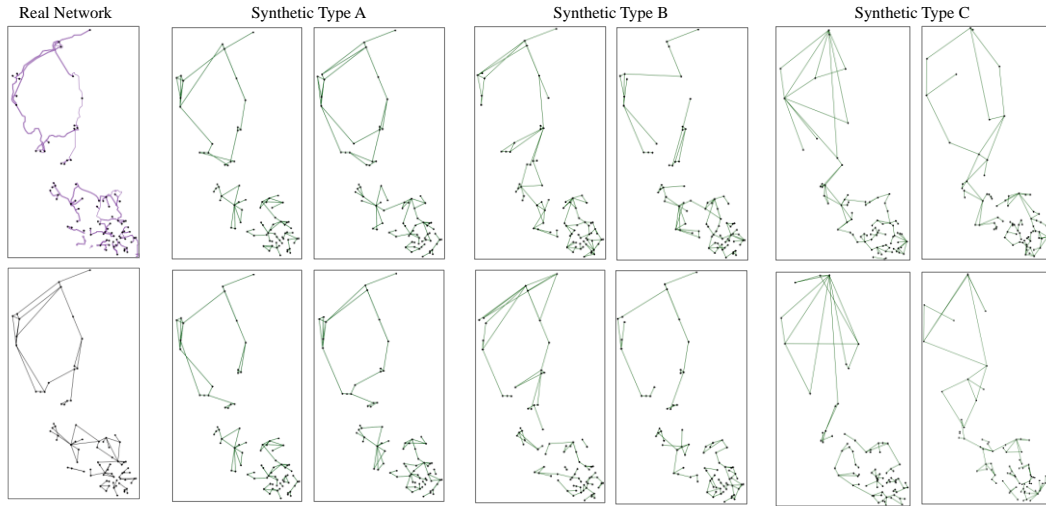 Real Network
Synthetic Type A
Synthetic Type B
Synthetic Type C